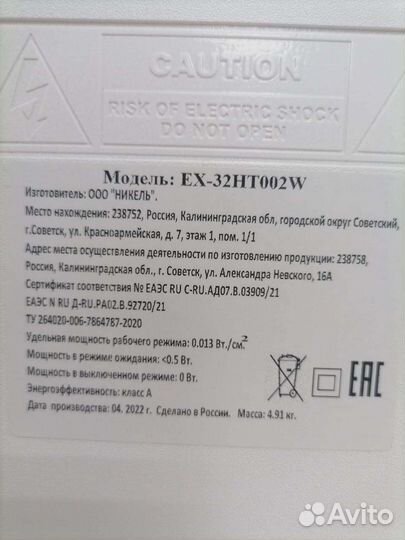 CAUTION
RISK OF ELECTRIC SHOCK
DO NOT OPEN
Модель: EX-32HT002W
Изготовитель: ООО "НИКЕЛЬ".
Место нахождения: 238752, Россия, Калининградская обл, городской округ Советский,
г.Советск, ул. Красноармейская, д. 7, этаж 1, пом. 1/1
Адрес места осуществления деятельности по изготовлению продукции: 238758,
Россия, Калининградская обл., г. Советск, ул. Александра Невского, 16А
Сертификат соответствия № ЕАЭС RU C-RU.АД07.В.03909/21
ЕАЭС N RU Д-RU.РА02.В.92720/21
ТУ 264020-006-7864787-2020
Удельная мощность рабочего режима: 0.013 Вт./см²
Мощность в режиме ожидания: <0.5 Вт.
Мощность в выключенном режиме: 0 Вт.
Энергоэффективность: класс А
Дата производства: 04. 2022 г. Сделано в России. Масса: 4.91 кг.
EAC
Avito